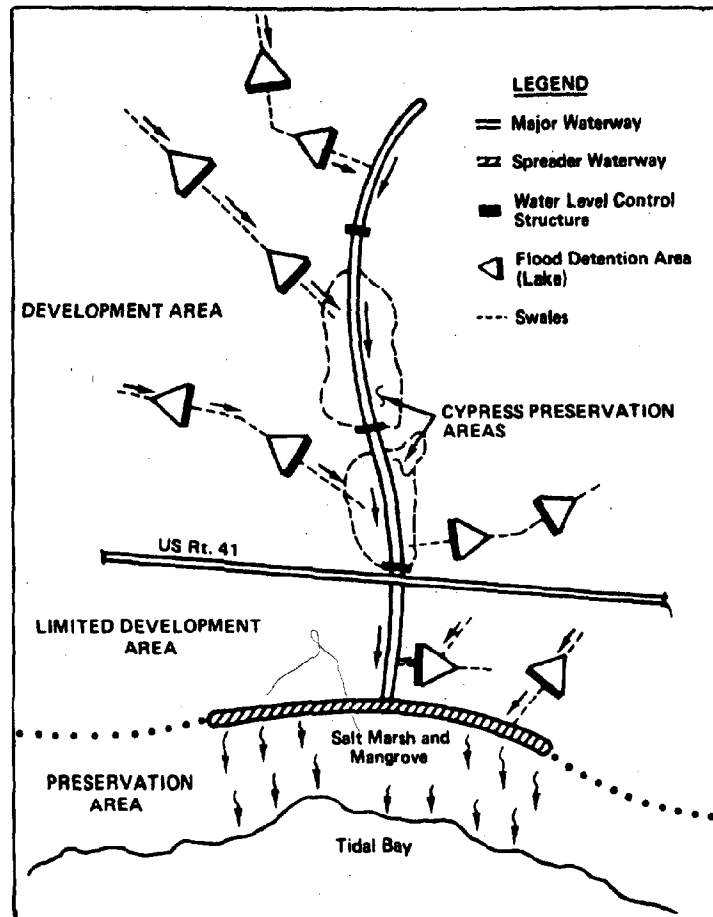 LEGEND
Major Waterway
Spreader Waterway
Water Level Control
Structure
Flood Detention Area
(Lake)
Swales
DEVELOPMENT AREA
CYPRESS PRESERVATION
AREAS
US Rt. 41
LIMITED DEVELOPMENT
AREA
Salt Marsh and
Mangrove
PRESERVATION
AREA
Tidal Bay